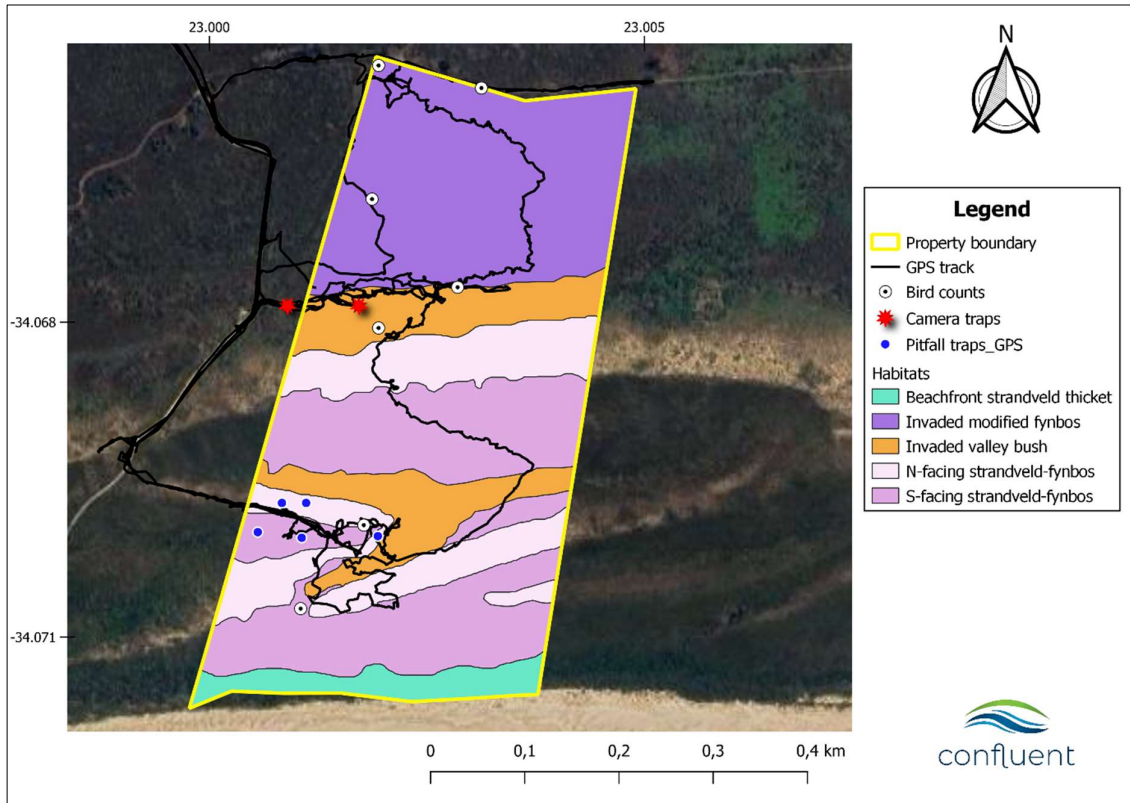 23.000
23.005
N
-34.068
-34.071
Legend
Property boundary
GPS track
Bird counts
Camera traps
Pitfall traps_GPS
Habitats
Beachfront strandveld thicket
Invaded modified fynbos
Invaded valley bush
N-facing strandveld-fynbos
S-facing strandveld-fynbos
confluent
0 0,1 0,2 0,3 0,4 km